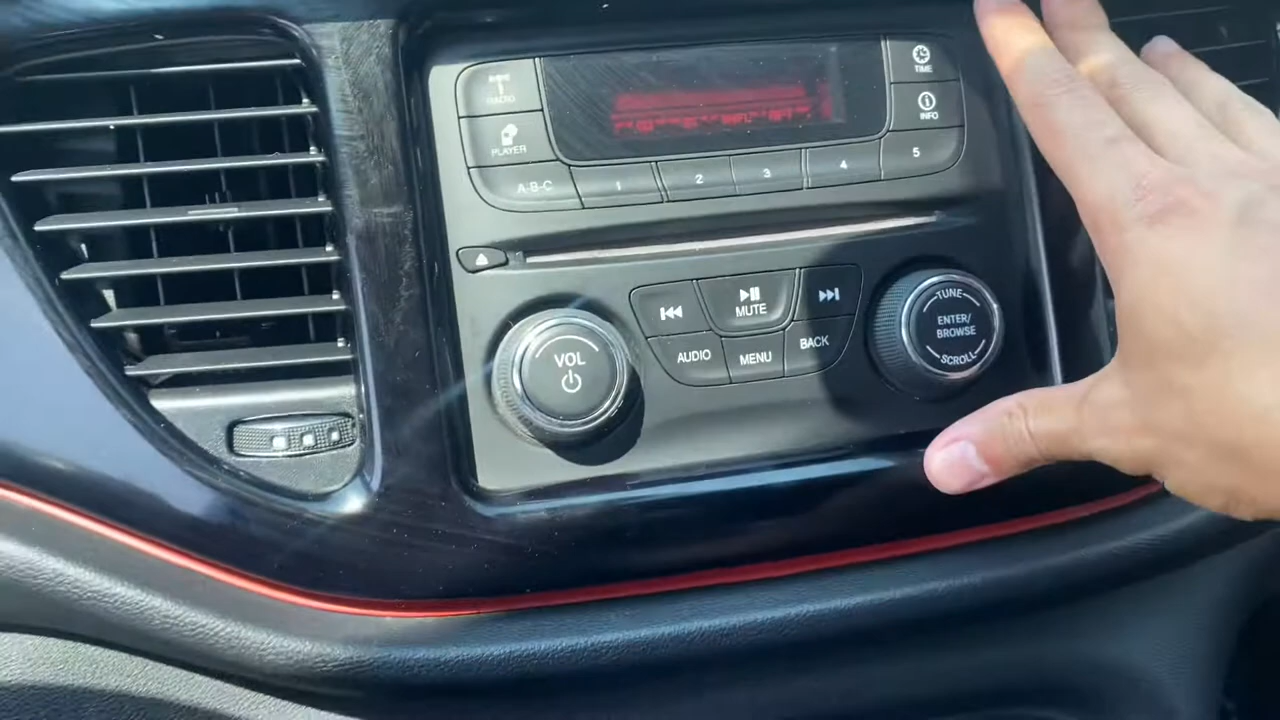 RADIO
PLAYER
A-B-C
1
2
3
4
5
TIME
INFO
MUTE
AUDIO
MENU
BACK
VOL
TUNE
ENTER/
BROWSE
SCROLL